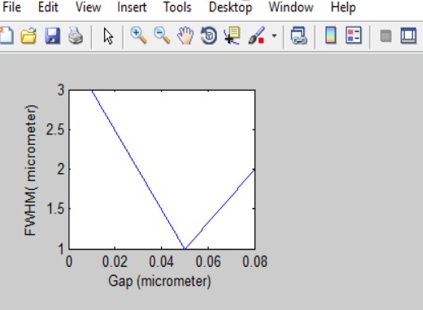 File Edit View Insert Tools Desktop Window Help
3
2.5
2
1.5
1
0 0.02 0.04 0.06 0.08
FWHM( micrometer)
Gap (micrometer)